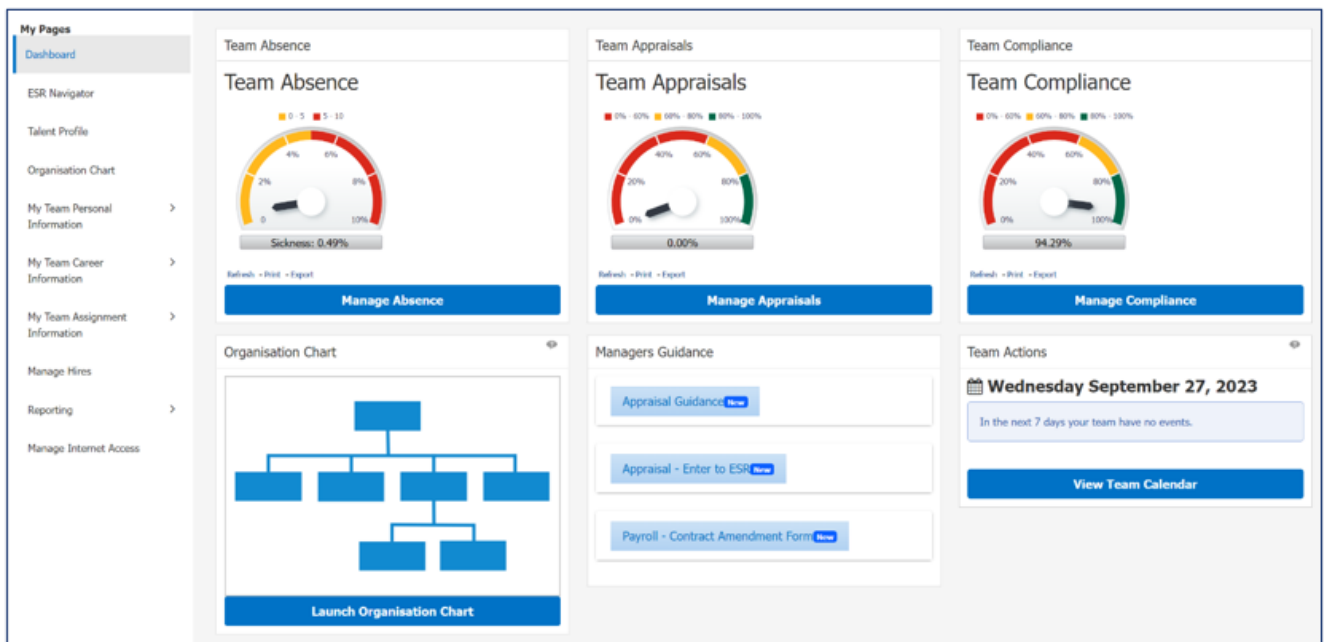 My Pages
Dashboard
ESR Navigator
Talent Profile
Organisation Chart
My Team Personal
Information
My Team Career
Information
My Team Assignment
Information
Manage Hires
Reporting
Manage Internet Access
Team Absence
Team Absence
0 - 5 5 - 10
4% 6%
2% 8%
0 10%
Sickness: 0.49%
Refresh - Print - Export
Manage Absence
Team Appraisals
Team Appraisals
0% - 60% 60% - 80% 80% - 100%
40% 60%
20% 80%
0% 100%
0.00%
Refresh - Print - Export
Manage Appraisals
Team Compliance
Team Compliance
0% - 60% 60% - 80% 80% - 100%
40% 60%
20% 80%
0% 100%
94.29%
Refresh - Print - Export
Manage Compliance
Organisation Chart
Launch Organisation Chart
Managers Guidance
Appraisal Guidance New
Appraisal - Enter to ESR New
Payroll - Contract Amendment Form New
Team Actions
Wednesday September 27, 2023
In the next 7 days your team have no events.
View Team Calendar